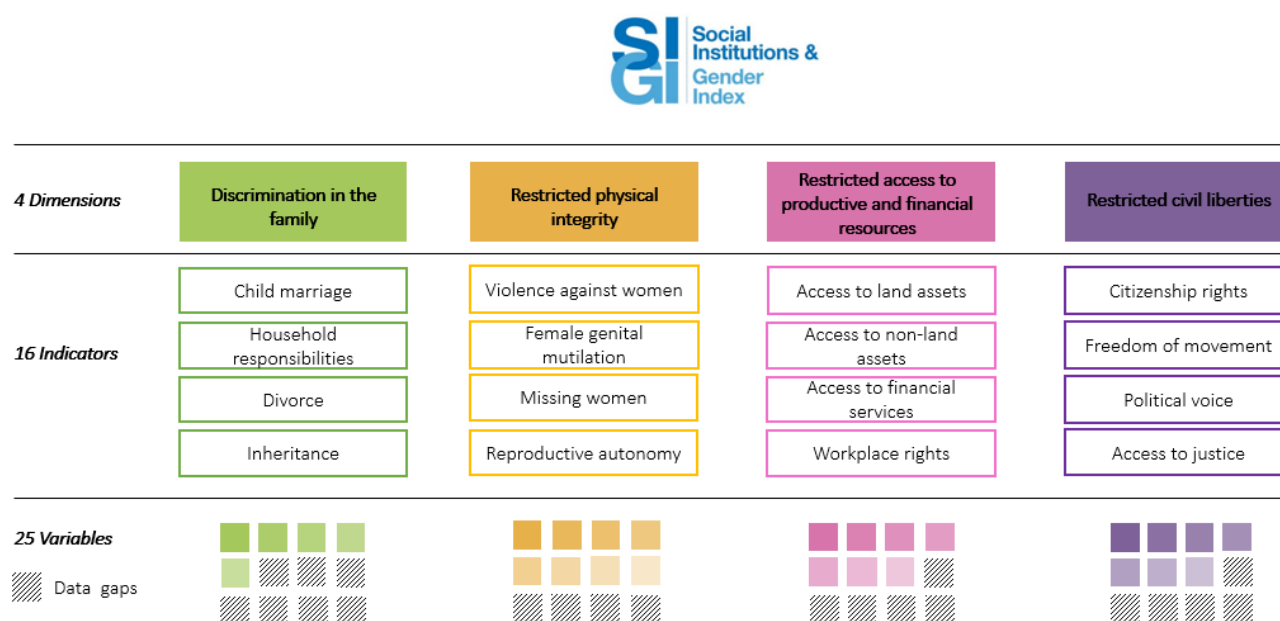 SIGI
Social
Institutions &
Gender
Index
4 Dimensions
Discrimination in the
family
Restricted physical
integrity
Restricted access to
productive and financial
resources
Restricted civil liberties
16 Indicators
Child marriage
Household
responsibilities
Divorce
Inheritance
Violence against women
Female genital
mutilation
Missing women
Reproductive autonomy
Access to land assets
Access to non-land
assets
Access to financial
services
Workplace rights
Citizenship rights
Freedom of movement
Political voice
Access to justice
25 Variables
Data gaps